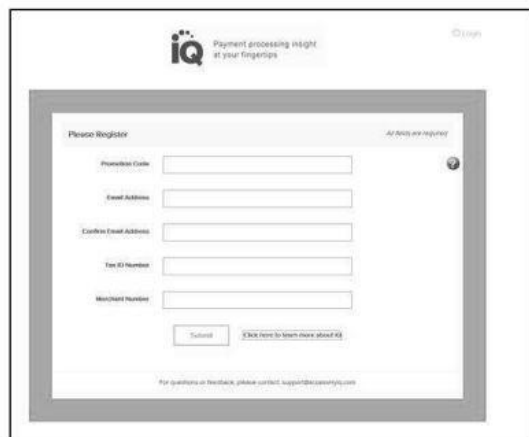 Login
iQ
Payment processing insight
at your fingertips
Please Register
All fields are required
Promotion Code
?
Email Address
Confirm Email Address
Tax ID Number
Merchant Number
Submit
Click here to learn more about iQ
For questions or feedback, please contact: